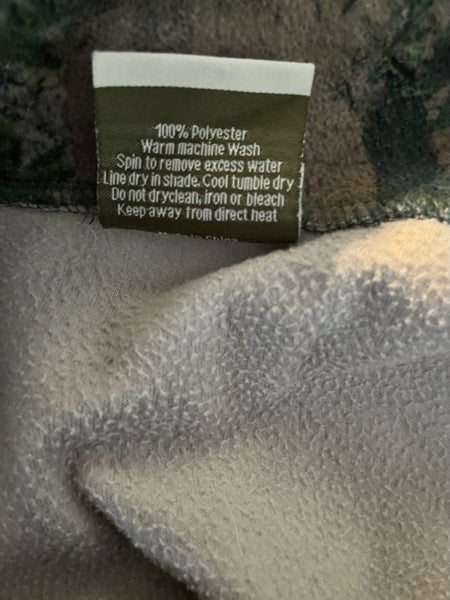 100% Polyester
Warm machine Wash
Spin to remove excess water
Line dry in shade, Cool tumble dry
Do not dryclean, iron or bleach
Keep away from direct heat